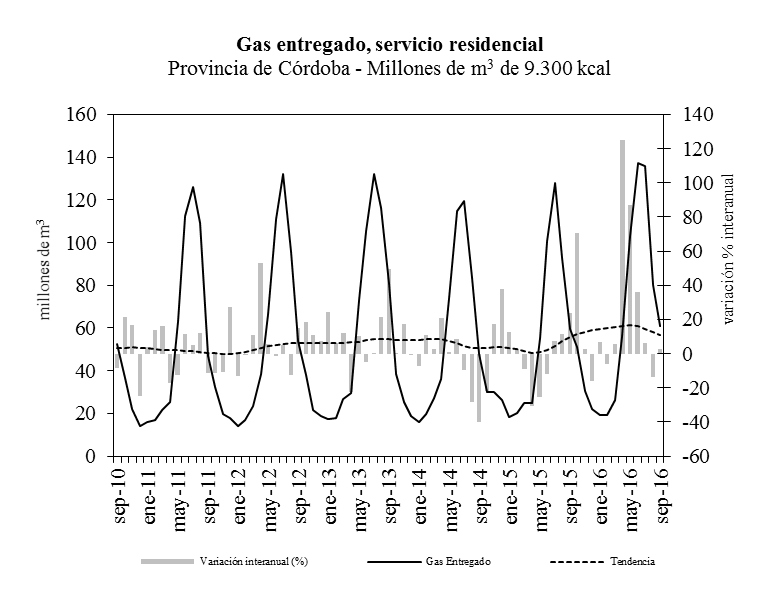 Gas entregado, servicio residencial
Provincia de Córdoba - Millones de m³ de 9.300 kcal
160
140
120
100
80
60
40
20
0
millones de m³
140
120
100
80
60
40
20
0
-20
-40
-60
variación % interanual
sep-10
ene-11
may-11
sep-11
ene-12
may-12
sep-12
ene-13
may-13
sep-13
ene-14
may-14
sep-14
ene-15
may-15
sep-15
ene-16
may-16
sep-16
Variación interanual (%)
Gas Entregado
Tendencia